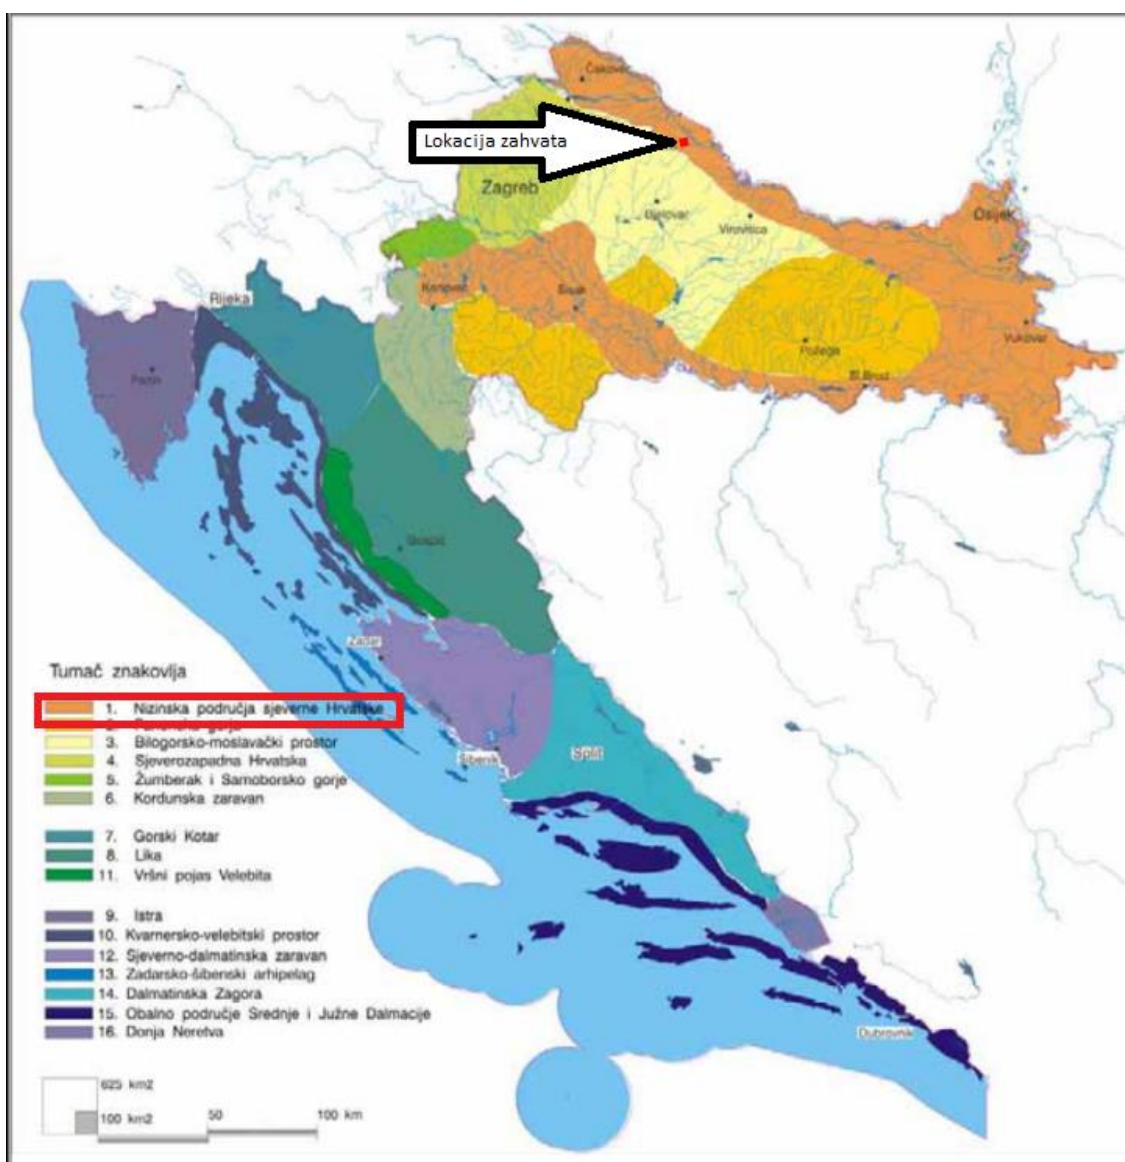 Čakovec
Lokacija zahvata
Zagreb
Bjelovar
Virovitica
Osijek
Karlovac
Sisak
Rijeka
Vukovar
Požega
Sl.Brod
Pazin
Gospić
Zadar
Šibenik
Split
Dubrovnik
Tumač znakovlja
1. Nizinska područja sjeverne Hrvatske
2. Panonska gorja
3. Bilogorsko-moslavački prostor
4. Sjeverozapadna Hrvatska
5. Žumberak i Samoborsko gorje
6. Kordunska zaravan
7. Gorski Kotar
8. Lika
11. Vršni pojas Velebita
9. Istra
10. Kvarnersko-velebitski prostor
12. Sjeverno-dalmatinska zaravan
13. Zadarsko-šibenski arhipelag
14. Dalmatinska Zagora
15. Obalno područje Srednje i Južne Dalmacije
16. Donja Neretva
625 km2
100 km2
50
100 km